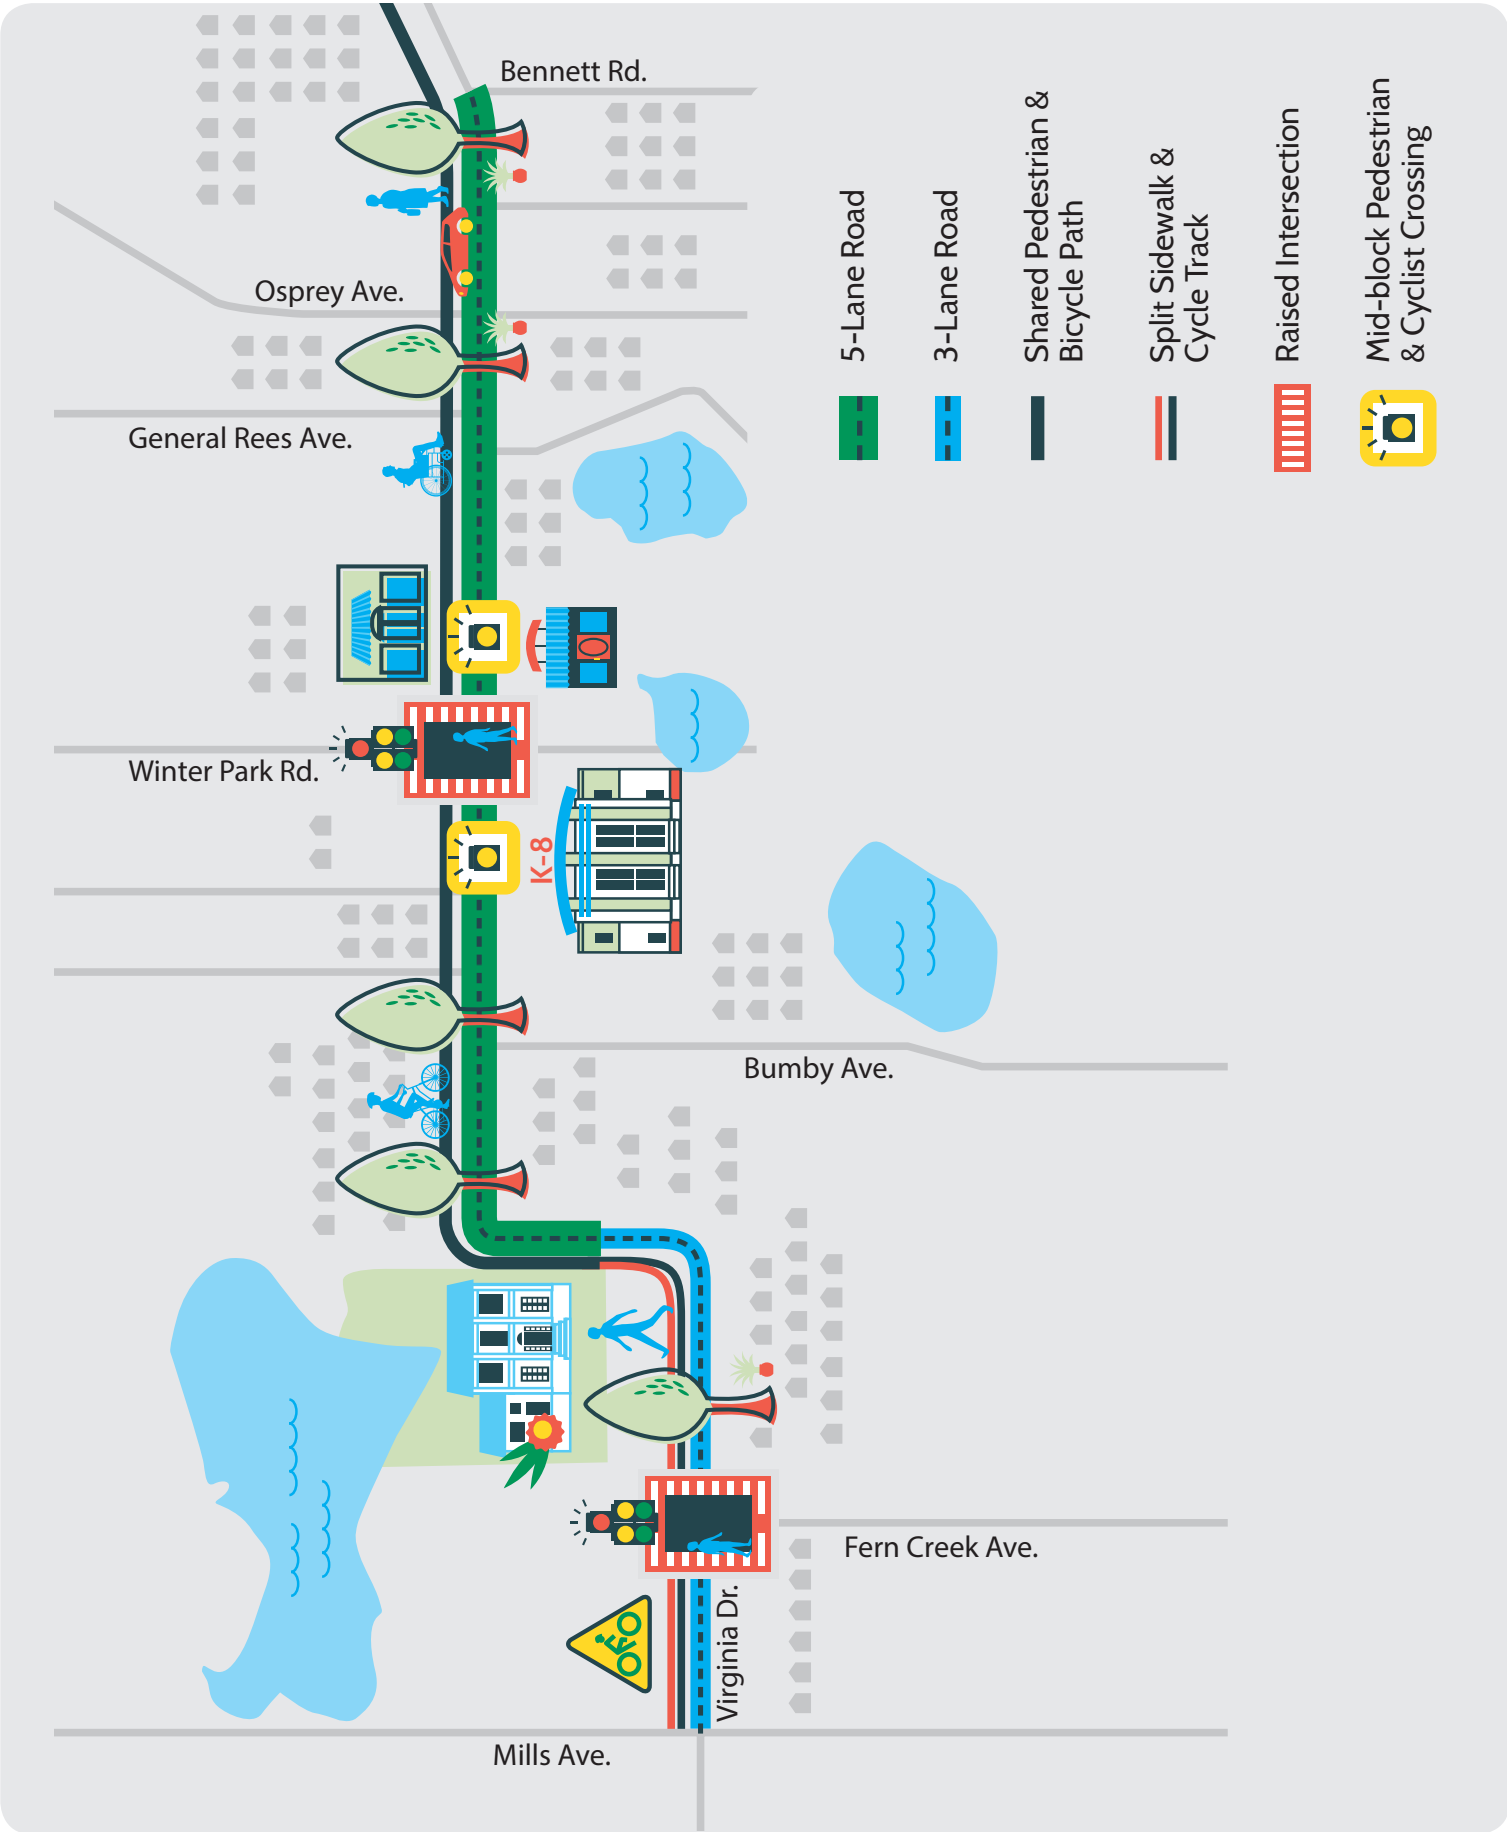 Bennett Rd.
Osprey Ave.
General Rees Ave.
Winter Park Rd.
K-8
Bumby Ave.
Fern Creek Ave.
Virginia Dr.
Mills Ave.
5-Lane Road
3-Lane Road
Shared Pedestrian &
Bicycle Path
Split Sidewalk &
Cycle Track
Raised Intersection
Mid-block Pedestrian
& Cyclist Crossing